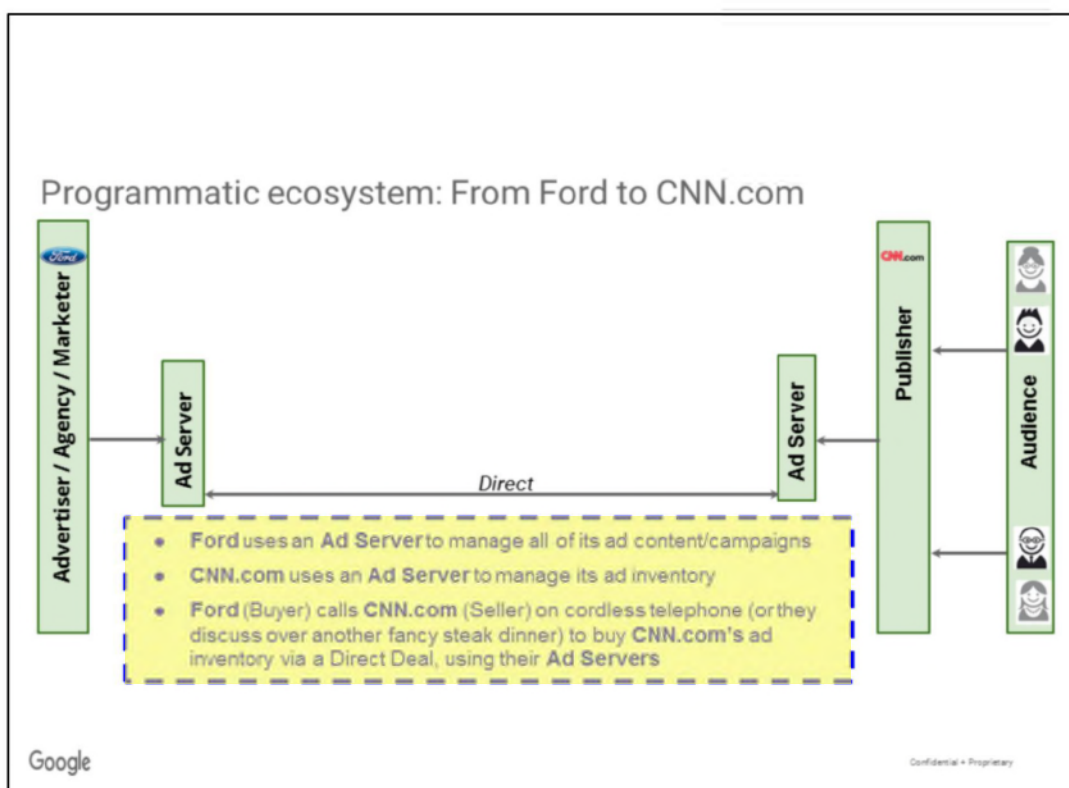 Programmatic ecosystem: From Ford to CNN.com
Ford
Advertiser / Agency / Marketer
Ad Server
Direct
Ad Server
CNN.com
Publisher
Audience
• Ford uses an Ad Server to manage all of its ad content/campaigns
• CNN.com uses an Ad Server to manage its ad inventory
• Ford (Buyer) calls CNN.com (Seller) on cordless telephone (or they
discuss over another fancy steak dinner) to buy CNN.com's ad
inventory via a Direct Deal, using their Ad Servers
Google
Confidential + Proprietary